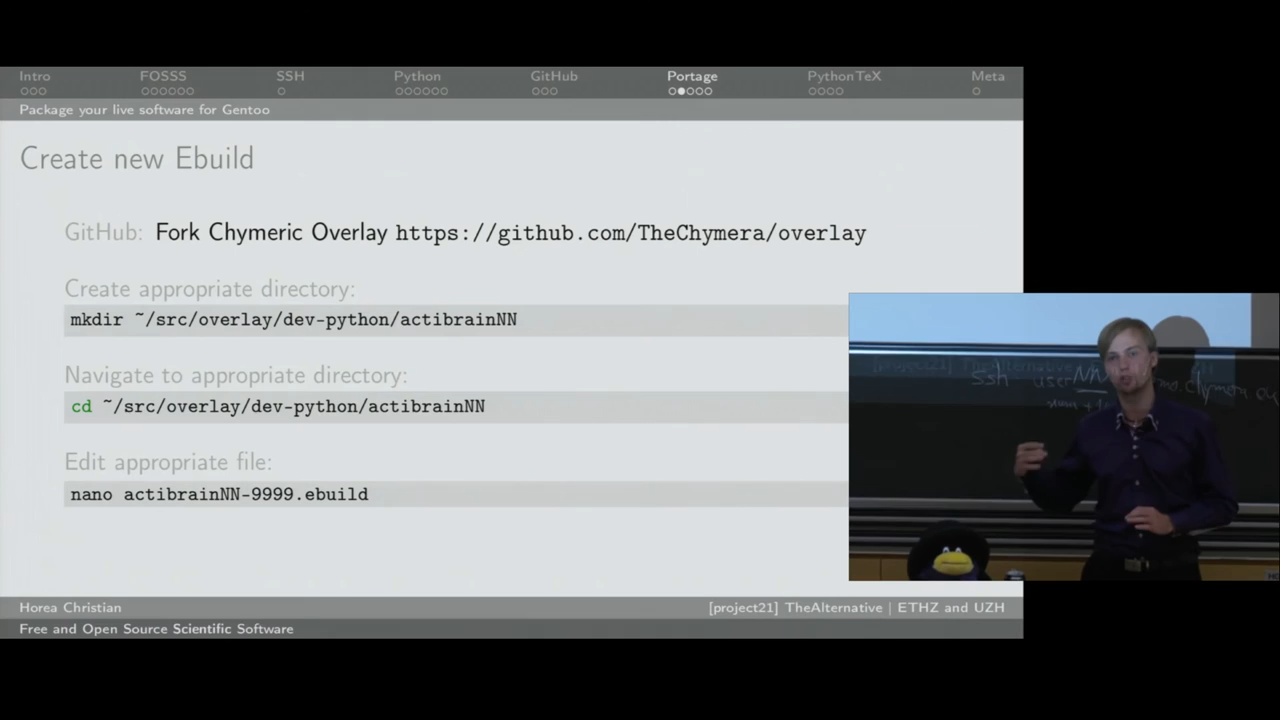 Intro FOSSS SSH Python GitHub Portage PythonTeX Meta
Package your live software for Gentoo
Create new Ebuild
GitHub: Fork Chymeric Overlay https://github.com/TheChymera/overlay
Create appropriate directory:
mkdir ~/src/overlay/dev-python/actibrainNN
Navigate to appropriate directory:
cd ~/src/overlay/dev-python/actibrainNN
Edit appropriate file:
nano actibrainNN-9999.ebuild
ssh userNN
Horea Christian [project21] TheAlternative | ETHZ and UZH
Free and Open Source Scientific Software